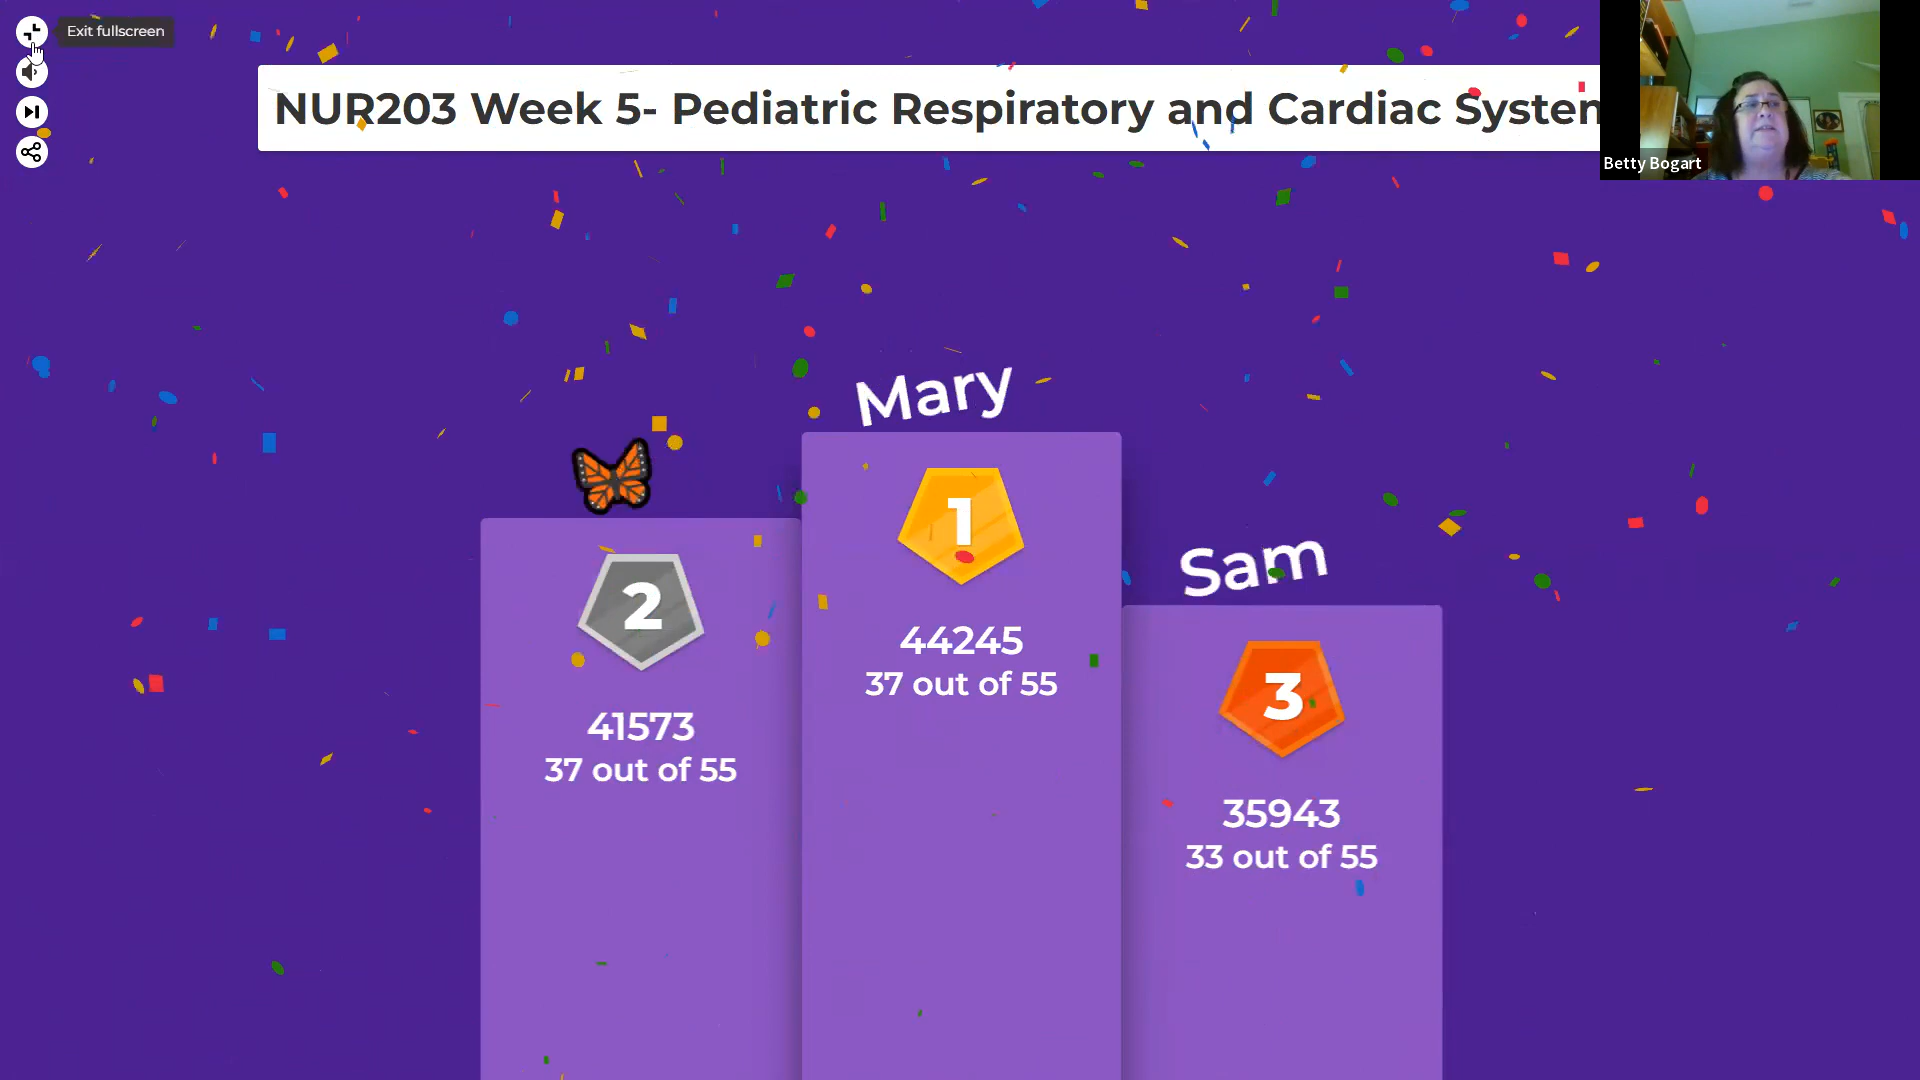 Exit fullscreen
NUR203 Week 5- Pediatric Respiratory and Cardiac System
Betty Bogart
Mary
1
44245
37 out of 55
2
41573
37 out of 55
Sam
3
35943
33 out of 55